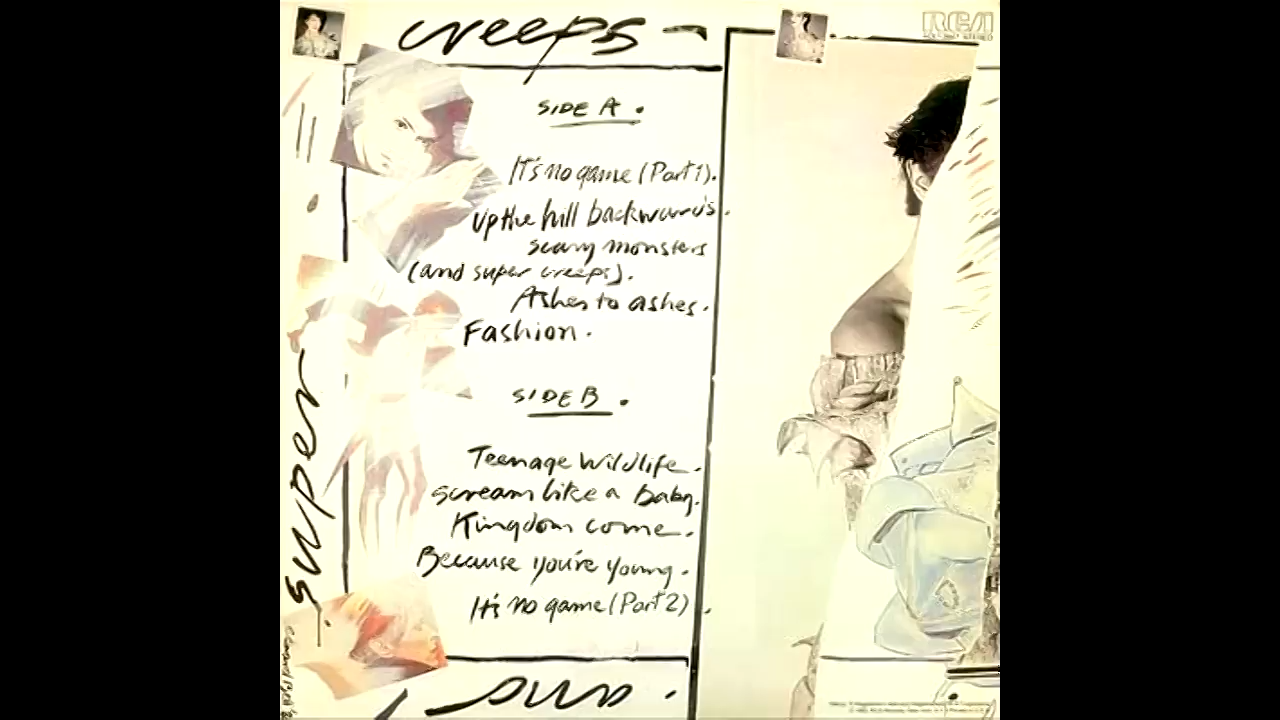 creeps
RCA
SIDE A.
It's no game (Part 1).
Up the hill backwards.
scary monsters
(and super creeps).
Ashes to ashes.
Fashion.
SIDE B.
Teenage Wildlife.
scream like a baby.
Kingdom come.
Because you're young.
It's no game (Part 2).
super
and.